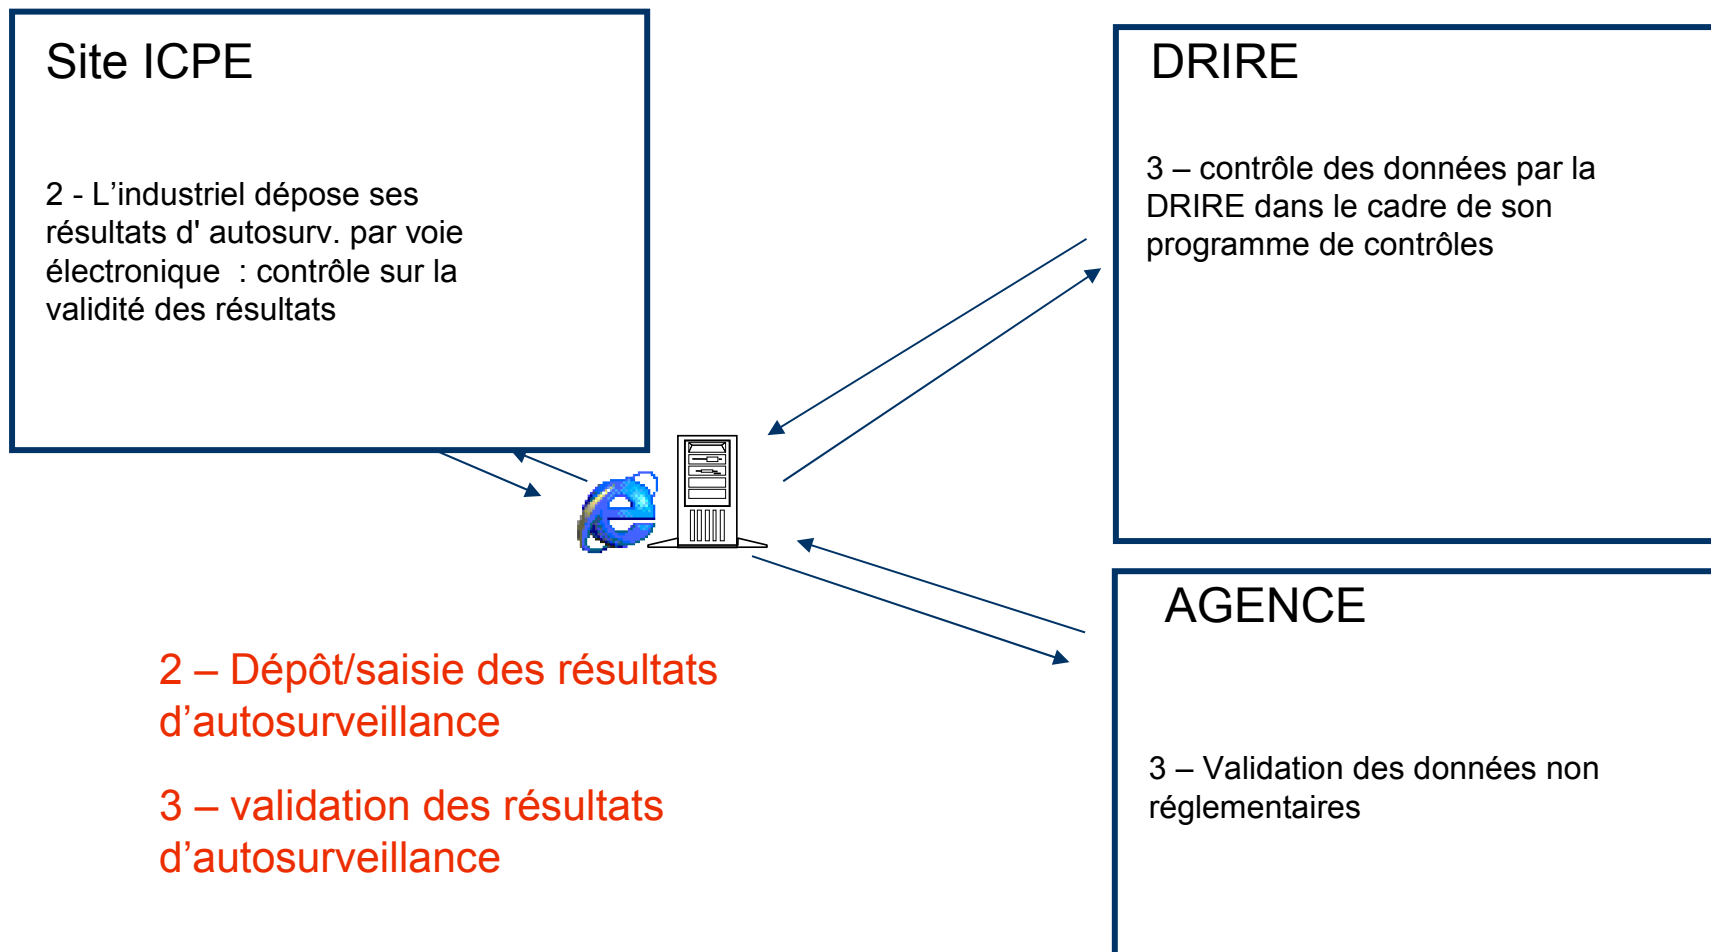 Site ICPE
2 - L’industriel dépose ses
résultats d' autosurv. par voie
électronique  : contrôle sur la
validité des résultats
DRIRE
3 – contrôle des données par la
DRIRE dans le cadre de son
programme de contrôles
AGENCE
3 – Validation des données non
réglementaires
2 – Dépôt/saisie des résultats
d’autosurveillance
3 – validation des résultats
d’autosurveillance